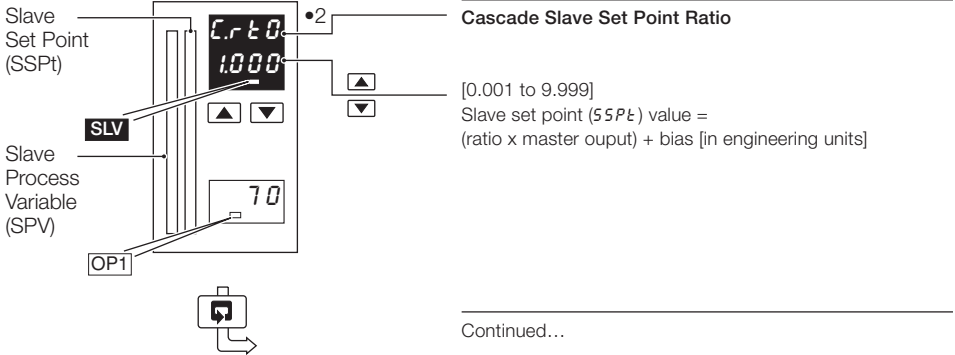 Slave
Set Point
(SSPt)
SLV
Slave
Process
Variable
(SPV)
OP1
C.rtO
1.000
70
•2
Cascade Slave Set Point Ratio
[0.001 to 9.999]
Slave set point (SSPt) value =
(ratio x master ouput) + bias [in engineering units]
Continued…